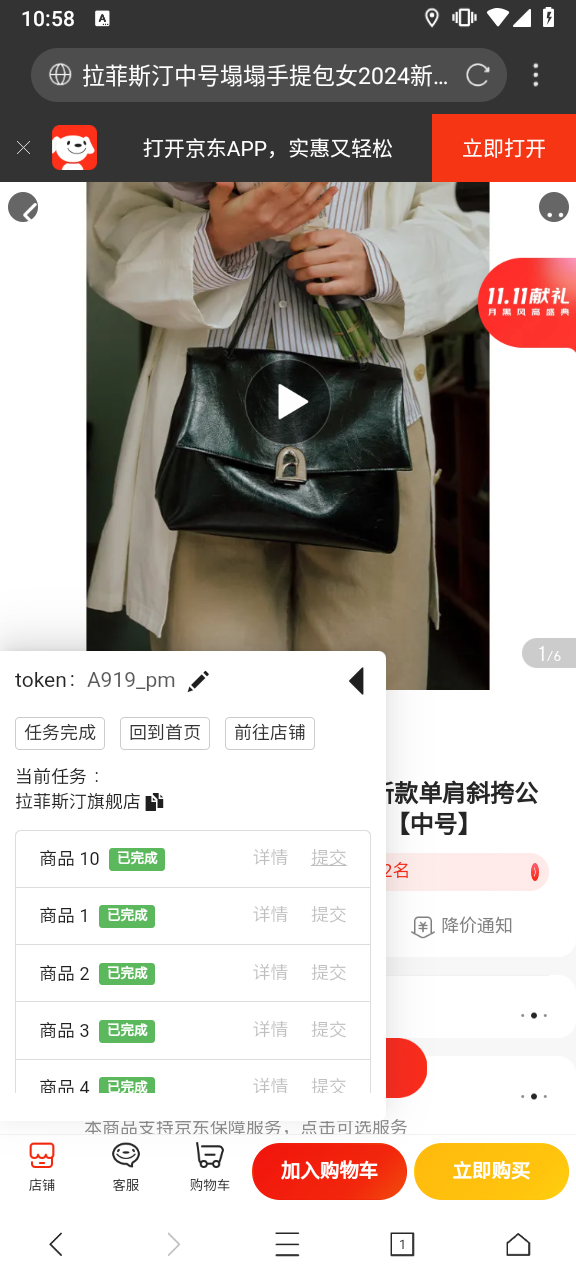 10:58
A
拉菲斯汀中号塌塌手提包女2024新...
打开京东APP，实惠又轻松
立即打开
11.11献礼
月黑风高盛典
1/6
token：A919_pm
任务完成 回到首页 前往店铺
当前任务：
拉菲斯汀旗舰店
新款单肩斜挎公
【中号】
商品 10 已完成 详情 提交
2名
商品 1 已完成 详情 提交
降价通知
商品 2 已完成 详情 提交
商品 3 已完成 详情 提交
商品 4 已完成 详情 提交
本商品支持京东保障服务，点击可选服务
店铺 客服 购物车 加入购物车 立即购买
1